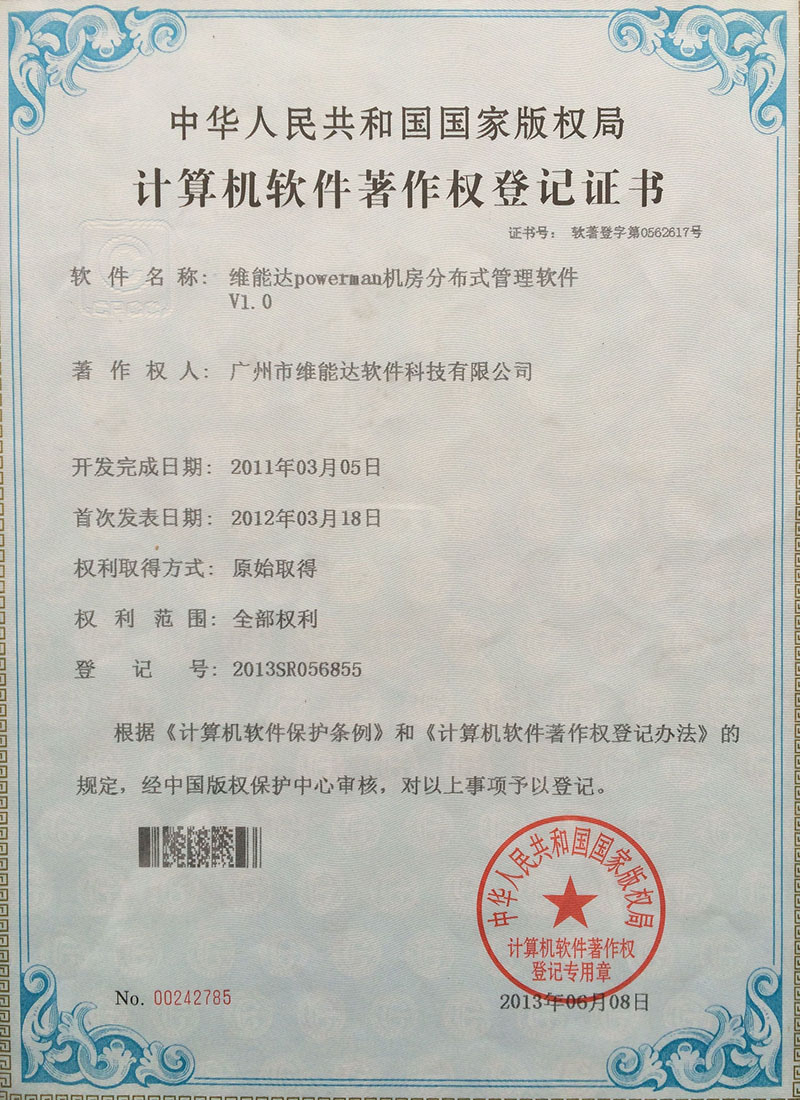 中华人民共和国国家版权局
计算机软件著作权登记证书
证书号： 软著登字第0562617号
软件名称： 维能达powerman机房分布式管理软件
V1.0
著作权人： 广州市维能达软件科技有限公司
开发完成日期： 2011年03月05日
首次发表日期： 2012年03月18日
权利取得方式： 原始取得
权利范围： 全部权利
登记号： 2013SR056855
根据《计算机软件保护条例》和《计算机软件著作权登记办法》的
规定，经中国版权保护中心审核，对以上事项予以登记。
中华人民共和国国家版权局
计算机软件著作权
登记专用章
No. 00242785
2013年06月08日